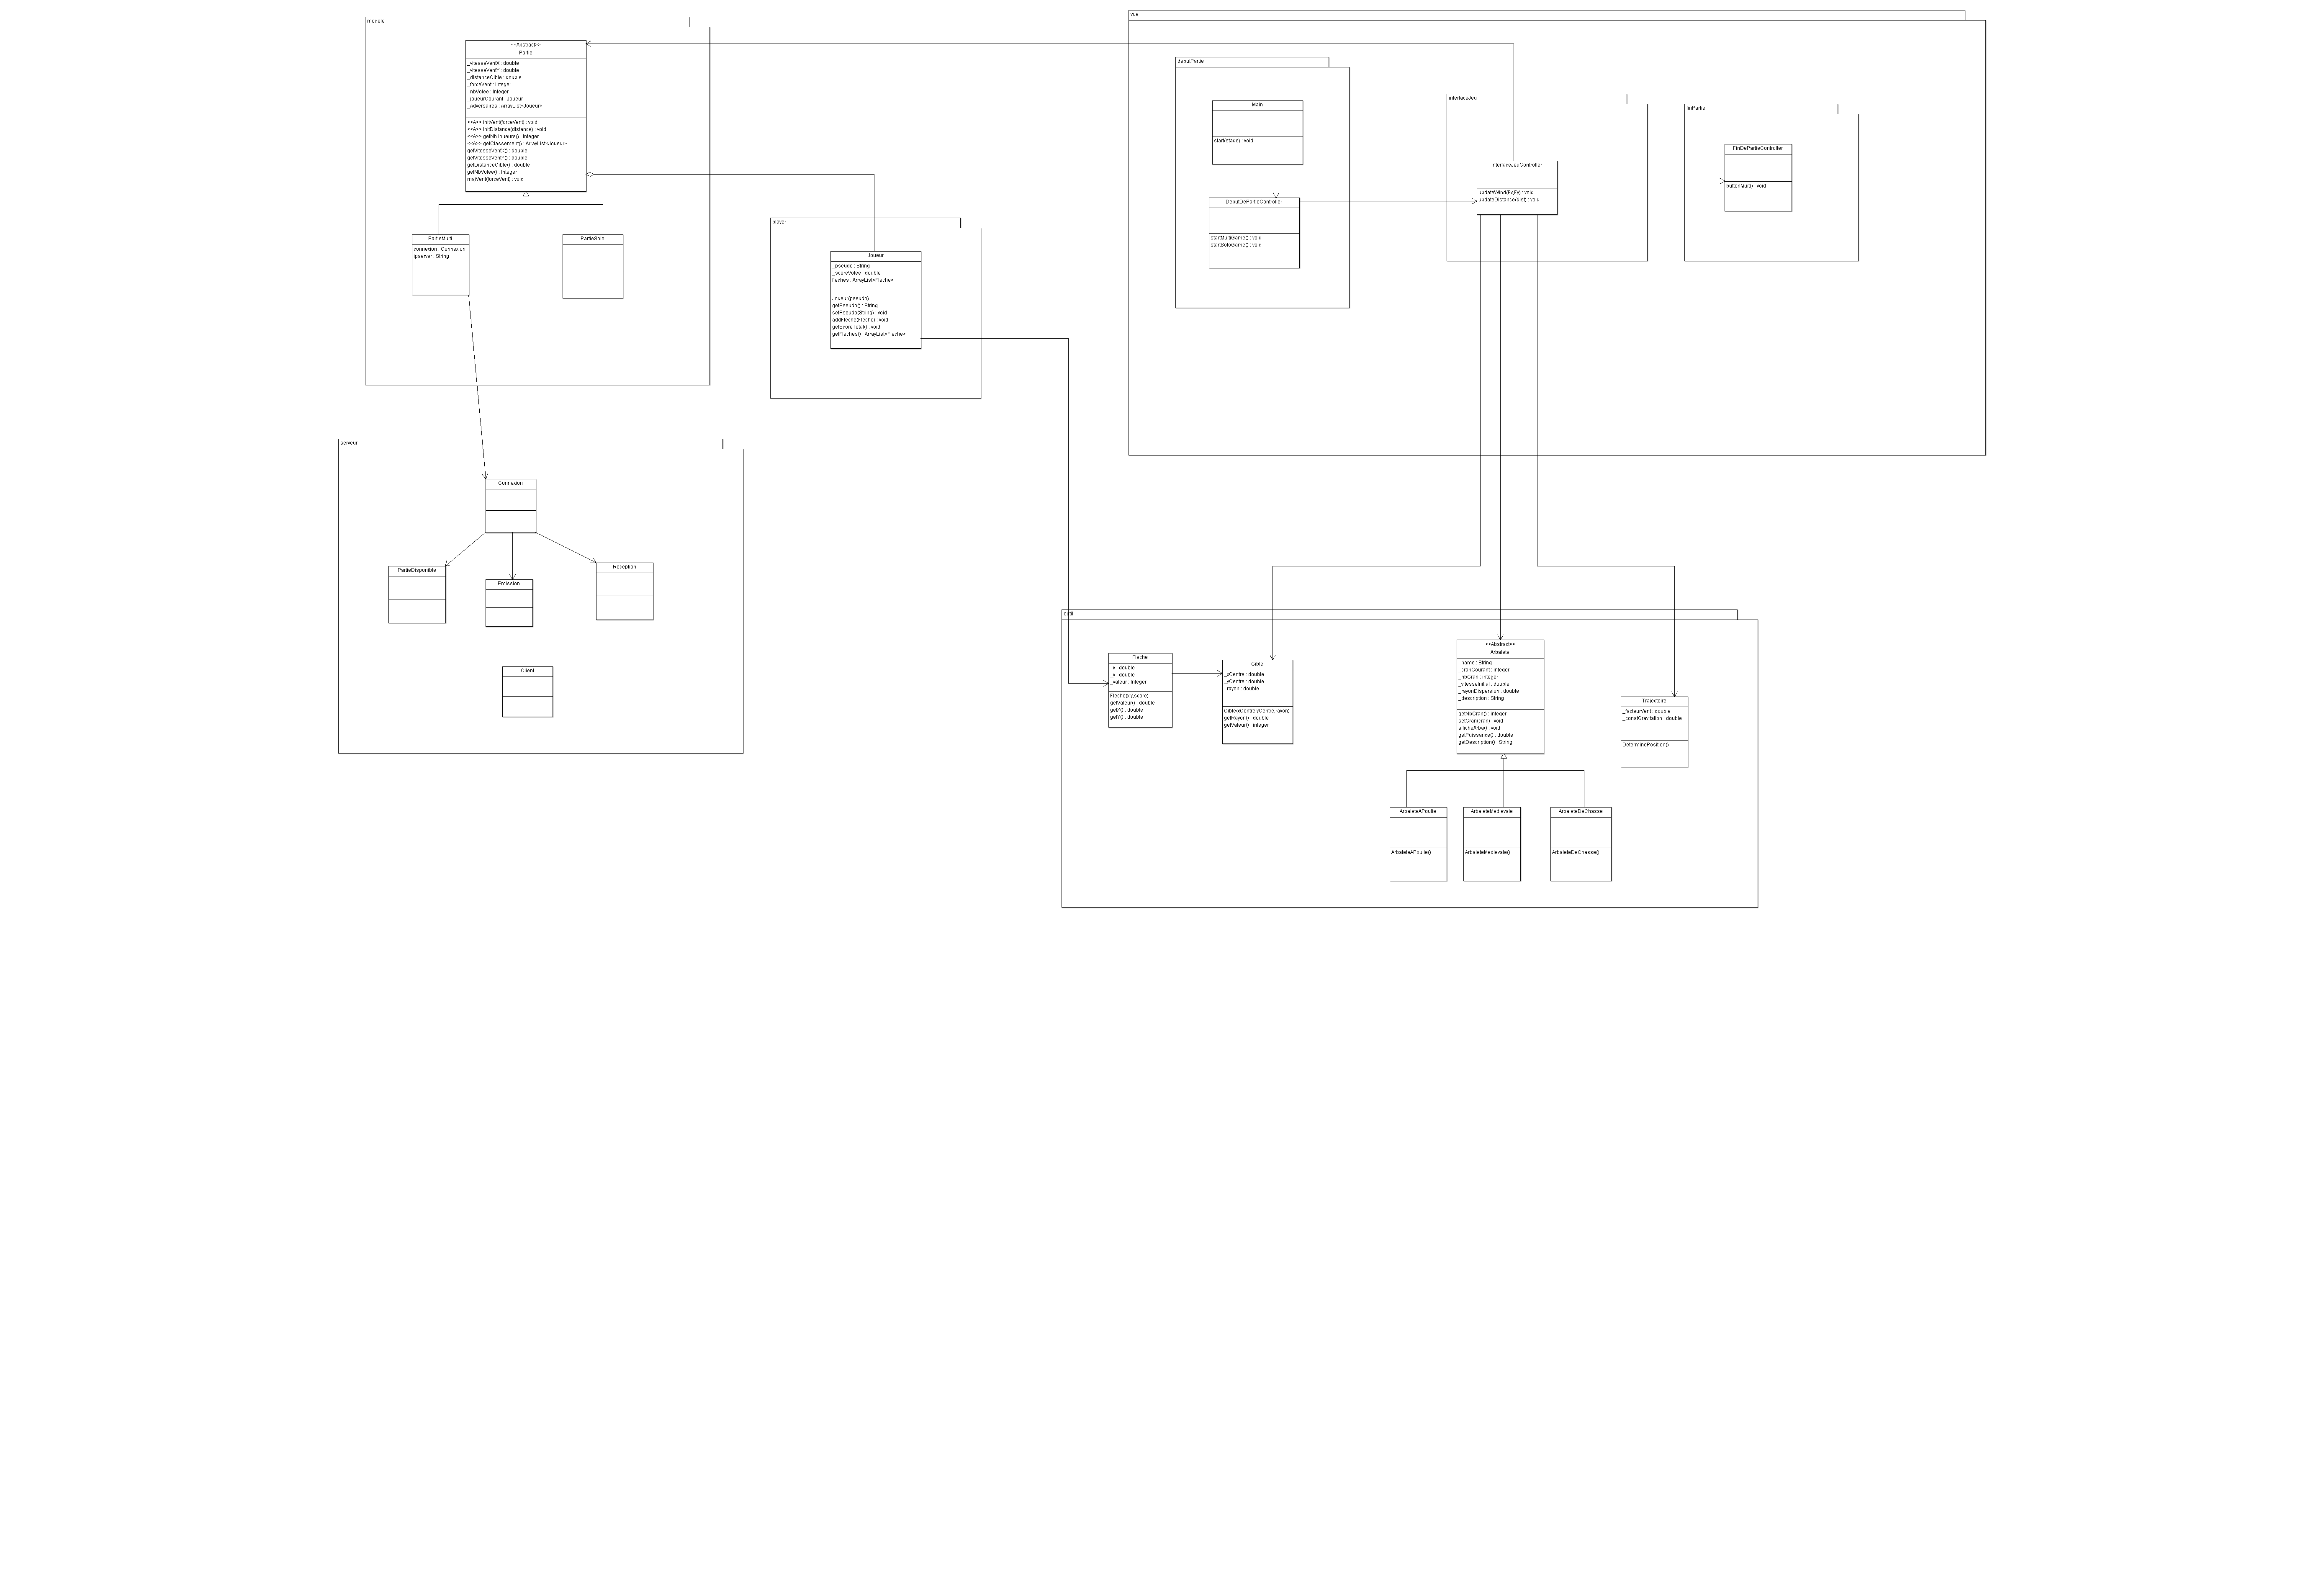 modele
<<Abstract>>
Partie
_vitesseVentX : double
_vitesseVentY : double
_distanceCible : double
_forceVent : Integer
_nbVolee : Integer
_joueurCourant : Joueur
_Adversaires : ArrayList<Joueur>
<<A>> initVent(forceVent) : void
<<A>> initDistance(distance) : void
<<A>> getNbJoueurs() : integer
<<A>> getClassement() : ArrayList<Joueur>
getVitesseVentX() : double
getVitesseVentY() : double
getDistanceCible() : double
getNbVolee() : Integer
majVent(forceVent) : void
PartieMulti
connexion : Connexion
ipserver : String
PartieSolo
player
Joueur
_pseudo : String
_scoreVolee : double
fleches : ArrayList<Fleche>
Joueur(pseudo)
getPseudo() : String
setPseudo(String) : void
addFleche(Fleche) : void
getScoreTotal() : void
getFleches() : ArrayList<Fleche>
vue
debutPartie
Main
start(stage) : void
DebutDePartieController
startMultiGame() : void
startSoloGame() : void
interfaceJeu
InterfaceJeuController
updateWind(Fx,Fy) : void
updateDistance(dist) : void
finPartie
FinDePartieController
buttonQuit() : void
serveur
Connexion
PartieDisponible
Emission
Reception
Client
outil
Fleche
_x : double
_y : double
_valeur : Integer
Fleche(x,y,score)
getValeur() : double
getX() : double
getY() : double
Cible
_xCentre : double
_yCentre : double
_rayon : double
Cible(xCentre,yCentre,rayon)
getRayon() : double
getValeur() : integer
<<Abstract>>
Arbalete
_name : String
_cranCourant : integer
_nbCran : integer
_vitesseInitial : double
_rayonDispersion : double
_description : String
getNbCran() : integer
setCran(cran) : void
afficheArba() : void
getPuissance() : double
getDescription() : String
Trajectoire
_facteurVent : double
_constGravitation : double
DeterminePosition()
ArbaleteAPoulie
ArbaleteAPoulie()
ArbaleteMedievale
ArbaleteMedievale()
ArbaleteDeChasse
ArbaleteDeChasse()